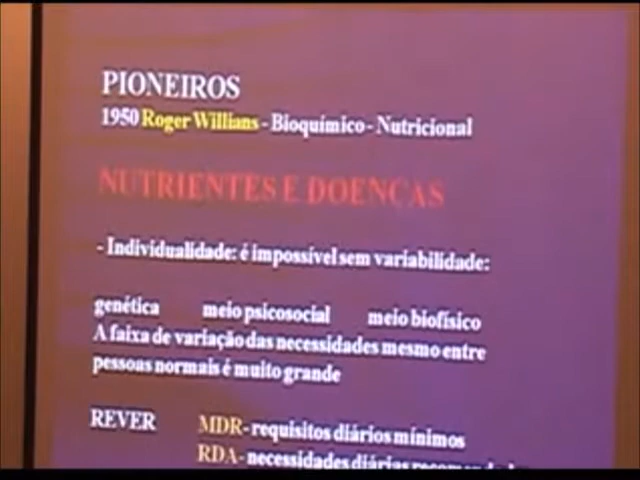 PIONEIROS
1950 Roger Willians - Bioquímico - Nutricional
NUTRIENTES E DOENÇAS
- Individualidade: é impossível sem variabilidade:
genética meio psicosocial meio biofísico
A faixa de variação das necessidades mesmo entre
pessoas normais é muito grande
REVER MDR- requisitos diários mínimos
RDA- necessidades diárias